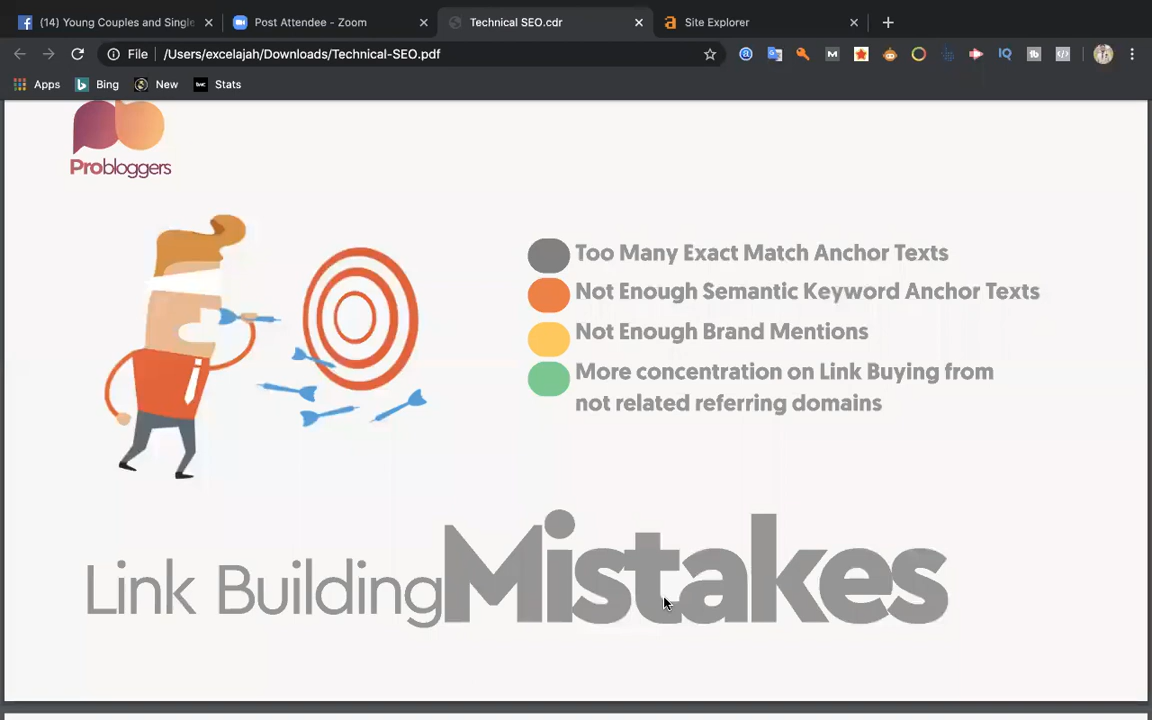 (14) Young Couples and Single
Post Attendee - Zoom
Technical SEO.cdr
Site Explorer
File
/Users/excelajah/Downloads/Technical-SEO.pdf
Apps
Bing
New
Stats
Probloggers
Too Many Exact Match Anchor Texts
Not Enough Semantic Keyword Anchor Texts
Not Enough Brand Mentions
More concentration on Link Buying from
not related referring domains
Link Building Mistakes